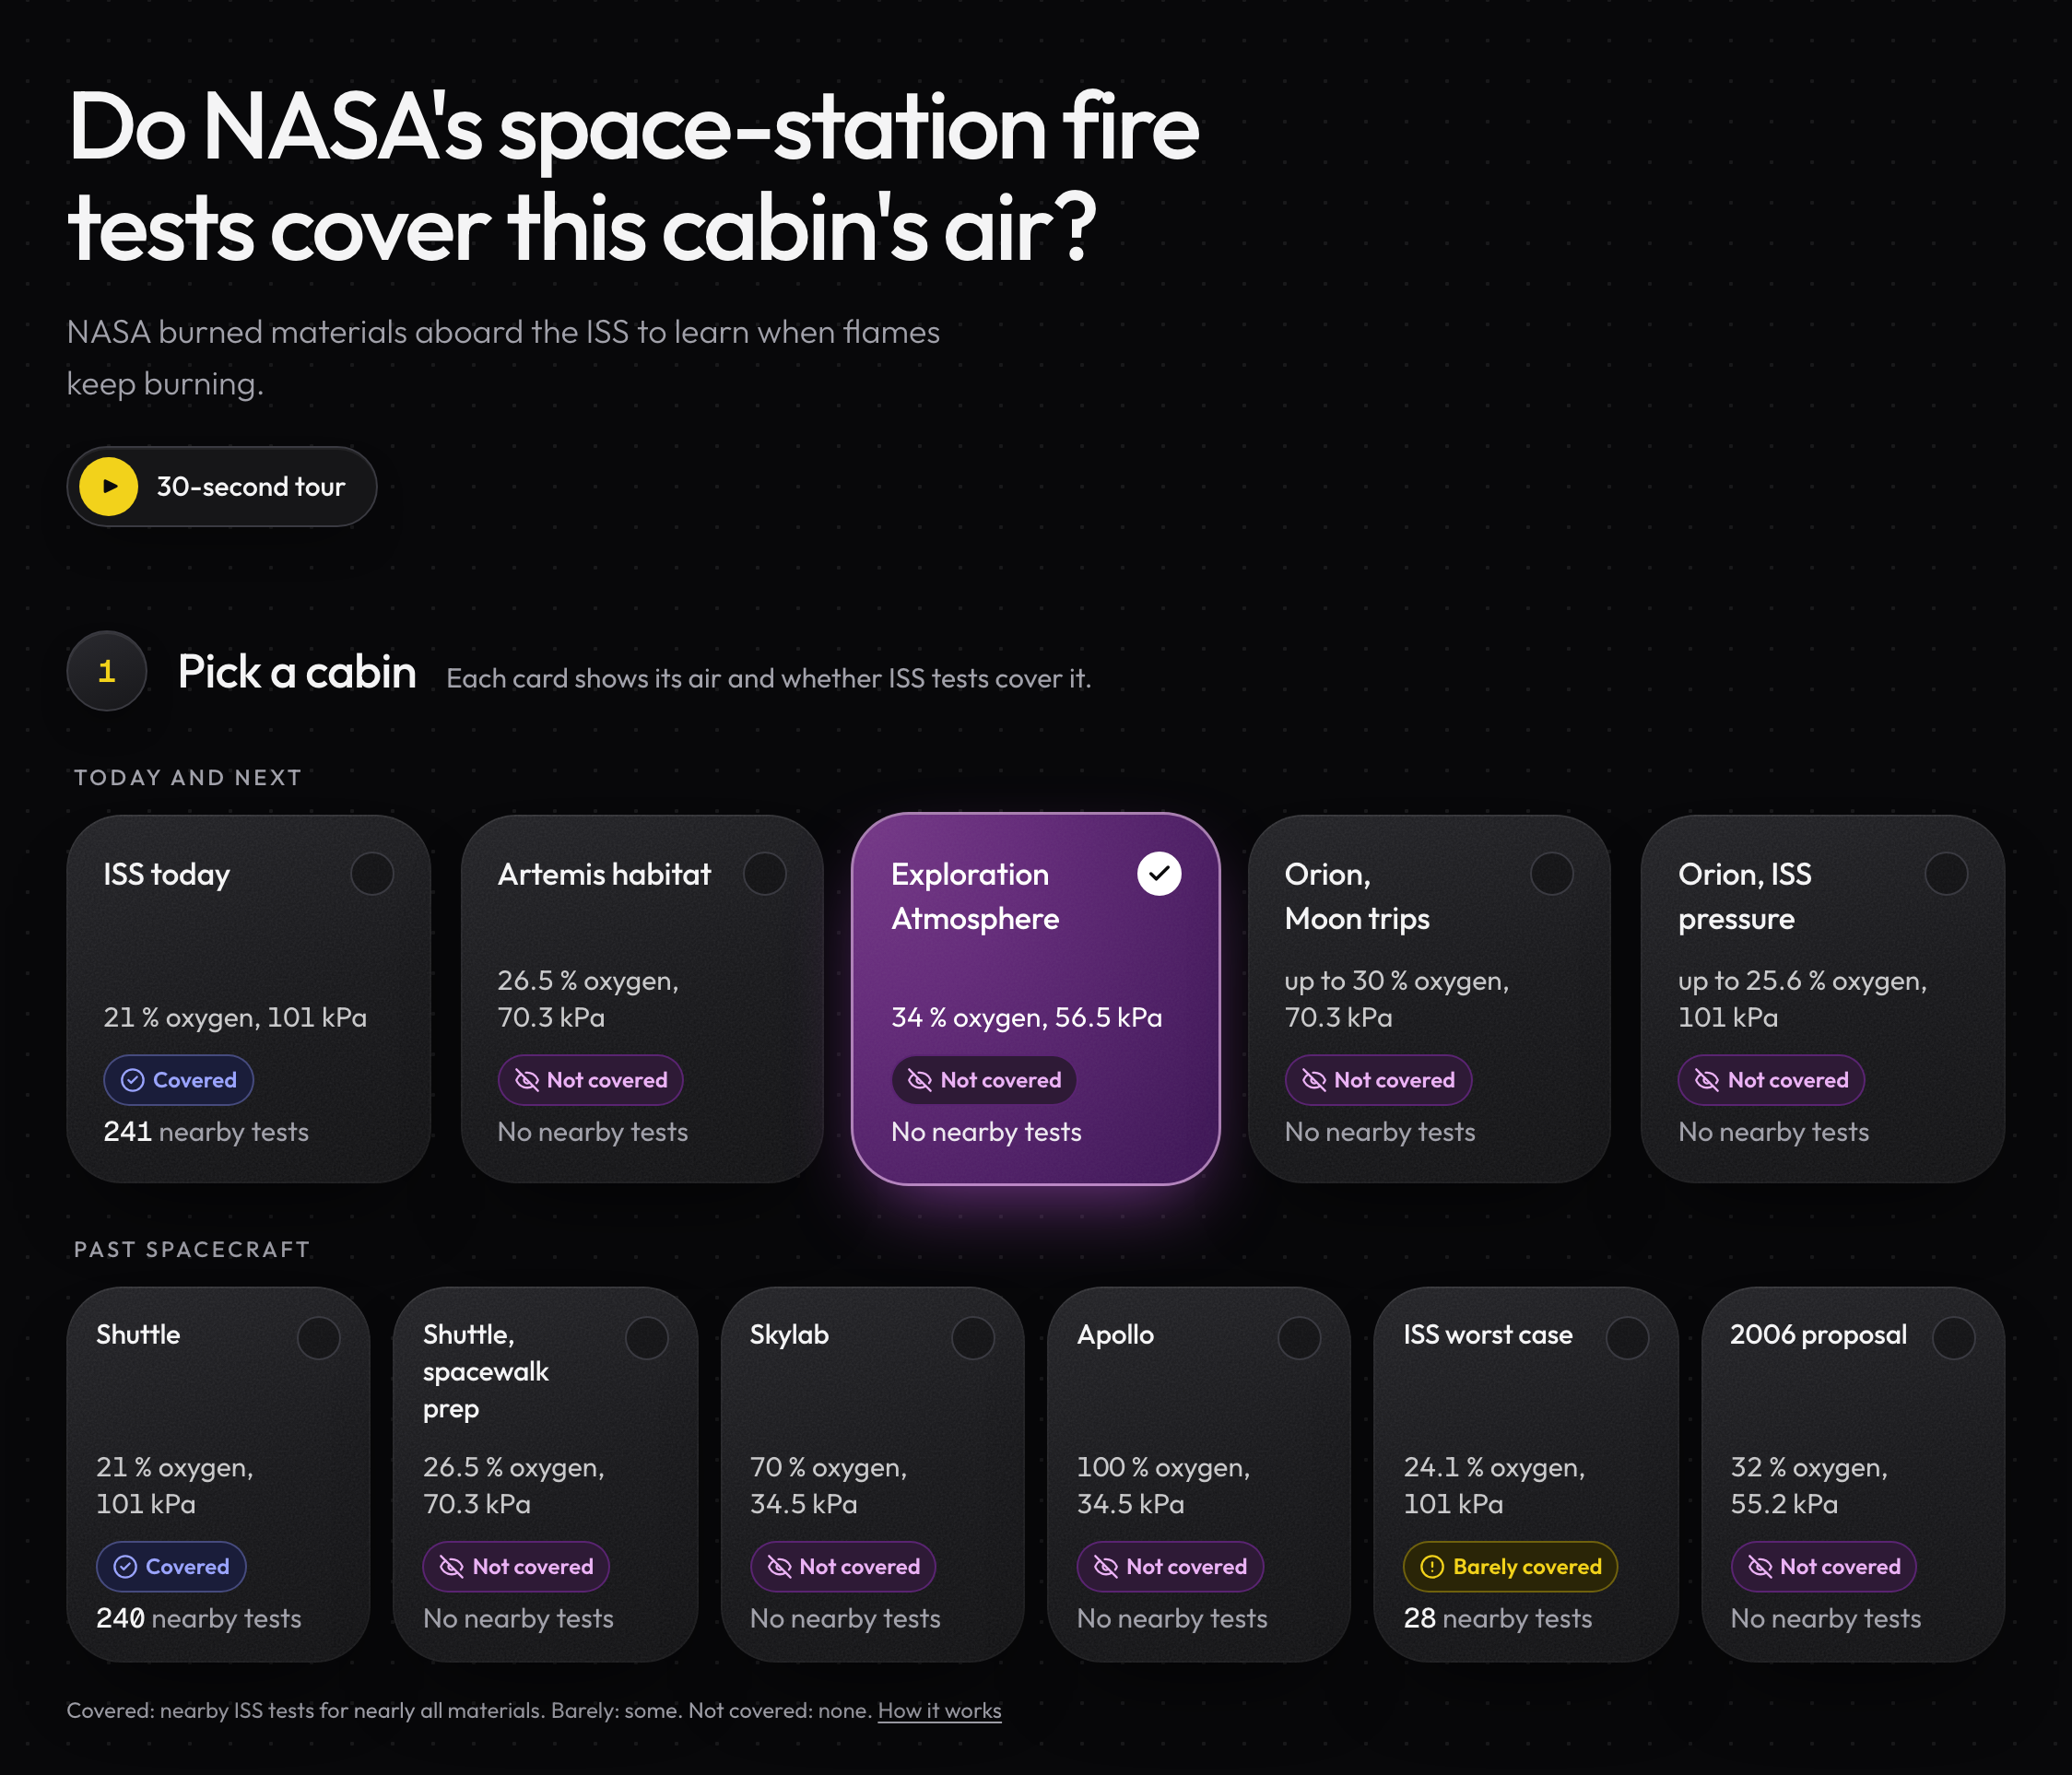 Do NASA's space-station fire
tests cover this cabin's air?
NASA burned materials aboard the ISS to learn when flames
keep burning.
30-second tour
1
Pick a cabin
Each card shows its air and whether ISS tests cover it.
TODAY AND NEXT
ISS today
21 % oxygen, 101 kPa
Covered
241 nearby tests
Artemis habitat
26.5 % oxygen,
70.3 kPa
Not covered
No nearby tests
Exploration
Atmosphere
34 % oxygen, 56.5 kPa
Not covered
No nearby tests
Orion,
Moon trips
up to 30 % oxygen,
70.3 kPa
Not covered
No nearby tests
Orion, ISS
pressure
up to 25.6 % oxygen,
101 kPa
Not covered
No nearby tests
PAST SPACECRAFT
Shuttle
21 % oxygen,
101 kPa
Covered
240 nearby tests
Shuttle,
spacewalk
prep
26.5 % oxygen,
70.3 kPa
Not covered
No nearby tests
Skylab
70 % oxygen,
34.5 kPa
Not covered
No nearby tests
Apollo
100 % oxygen,
34.5 kPa
Not covered
No nearby tests
ISS worst case
24.1 % oxygen,
101 kPa
Barely covered
28 nearby tests
2006 proposal
32 % oxygen,
55.2 kPa
Not covered
No nearby tests
Covered: nearby ISS tests for nearly all materials. Barely: some. Not covered: none. How it works